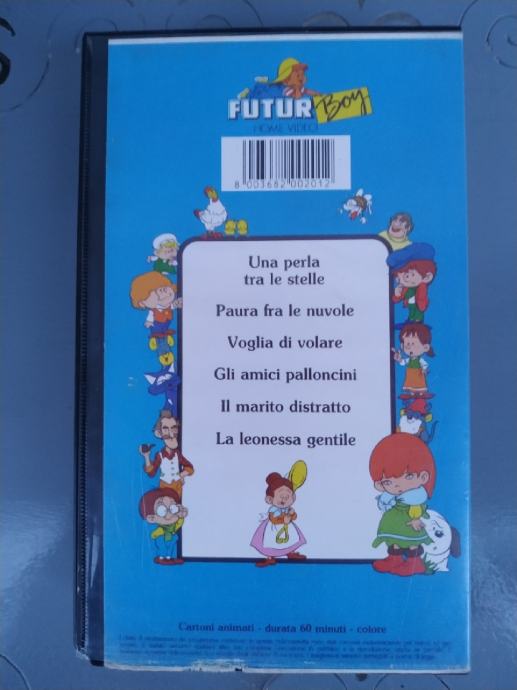 FUTUR Boy
HOME VIDEO
8 003682 002012
Una perla
tra le stelle
Paura fra le nuvole
Voglia di volare
Gli amici palloncini
Il marito distratto
La leonessa gentile
Cartoni animati - durata 60 minuti - colore